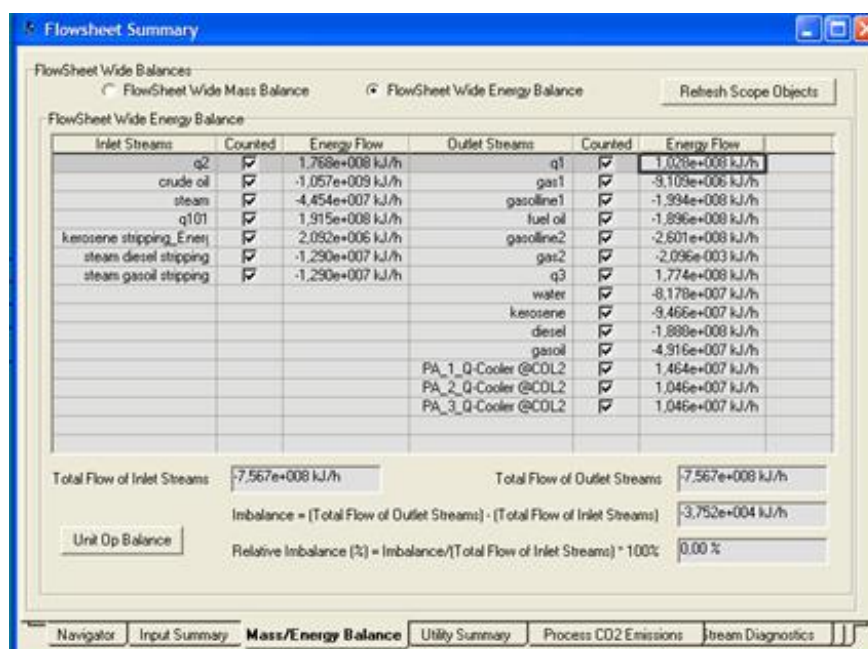 Flowsheet Summary
FlowSheet Wide Balances
FlowSheet Wide Mass Balance FlowSheet Wide Energy Balance Refresh Scope Objects
FlowSheet Wide Energy Balance
Inlet Streams Counted Energy Flow Outlet Streams Counted Energy Flow
q2 1,768e+008 kJ/h q1 1,028e+008 kJ/h
crude oil -1,057e+009 kJ/h gas1 -9,109e+006 kJ/h
steam -4,454e+007 kJ/h gasolline1 -1,994e+008 kJ/h
q101 1,915e+008 kJ/h fuel oil -1,896e+008 kJ/h
kerosene stripping_Energ 2,092e+006 kJ/h gasolline2 -2,601e+008 kJ/h
steam diesel stripping -1,290e+007 kJ/h gas2 -2,096e-003 kJ/h
steam gasoil stripping -1,290e+007 kJ/h q3 1,774e+008 kJ/h
water -8,178e+007 kJ/h
kerosene -9,466e+007 kJ/h
diesel -1,888e+008 kJ/h
gasoil -4,916e+007 kJ/h
PA_1_Q-Cooler @COL2 1,464e+007 kJ/h
PA_2_Q-Cooler @COL2 1,046e+007 kJ/h
PA_3_Q-Cooler @COL2 1,046e+007 kJ/h
Total Flow of Inlet Streams -7,567e+008 kJ/h Total Flow of Outlet Streams -7,567e+008 kJ/h
Imbalance = (Total Flow of Outlet Streams) - (Total Flow of Inlet Streams) -3,752e+004 kJ/h
Unit Op Balance Relative Imbalance (%) = Imbalance/(Total Flow of Inlet Streams) * 100% 0,00 %
Navigator Input Summary Mass/Energy Balance Utility Summary Process CO2 Emissions Stream Diagnostics